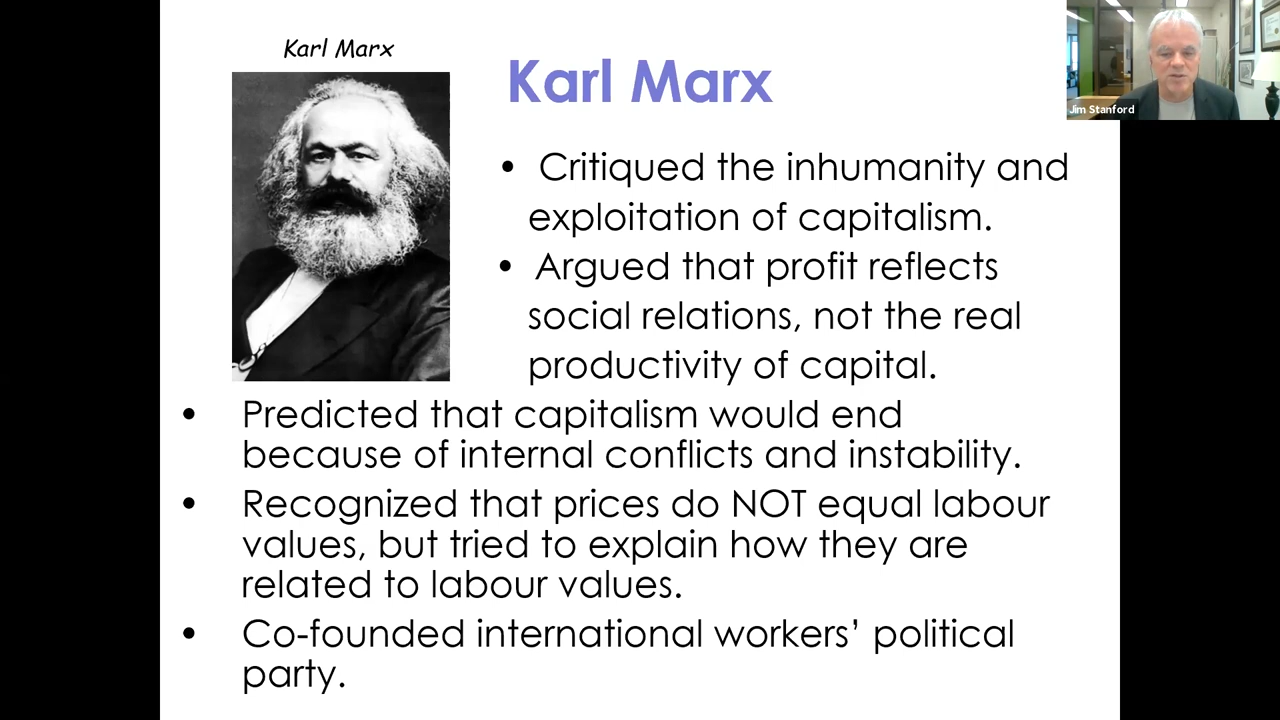 Karl Marx
Karl Marx
Jim Stanford
• Critiqued the inhumanity and
exploitation of capitalism.
• Argued that profit reflects
social relations, not the real
productivity of capital.
• Predicted that capitalism would end
because of internal conflicts and instability.
• Recognized that prices do NOT equal labour
values, but tried to explain how they are
related to labour values.
• Co-founded international workers’ political
party.